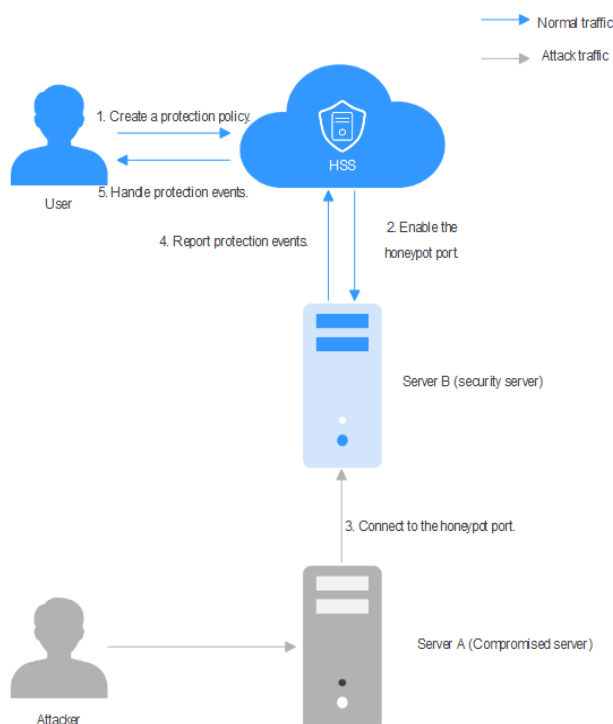 Normal traffic
Attack traffic
1. Create a protection policy.
HSS
5. Handle protection events.
User
2. Enable the
honeypot port.
4. Report protection events.
Server B (security server)
3. Connect to the honeypot port.
Server A (Compromised server)
Attacker